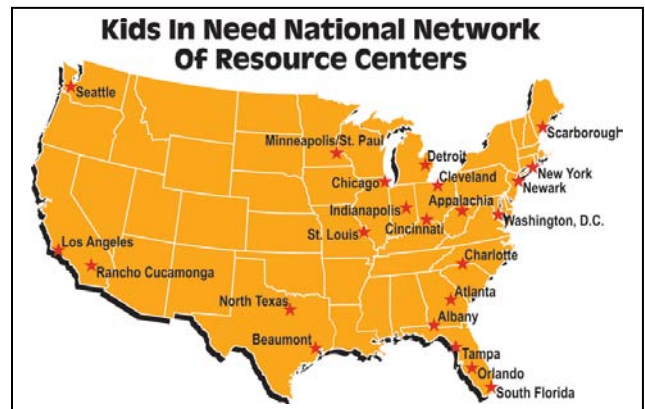 Kids In Need National Network
Of Resource Centers
Seattle
Minneapolis/St. Paul
Scarborough
Detroit
New York
Chicago
Cleveland
Newark
Indianapolis
Appalachia
Washington, D.C.
St. Louis
Cincinnati
Los Angeles
Charlotte
Rancho Cucamonga
Atlanta
North Texas
Albany
Beaumont
Tampa
Orlando
South Florida